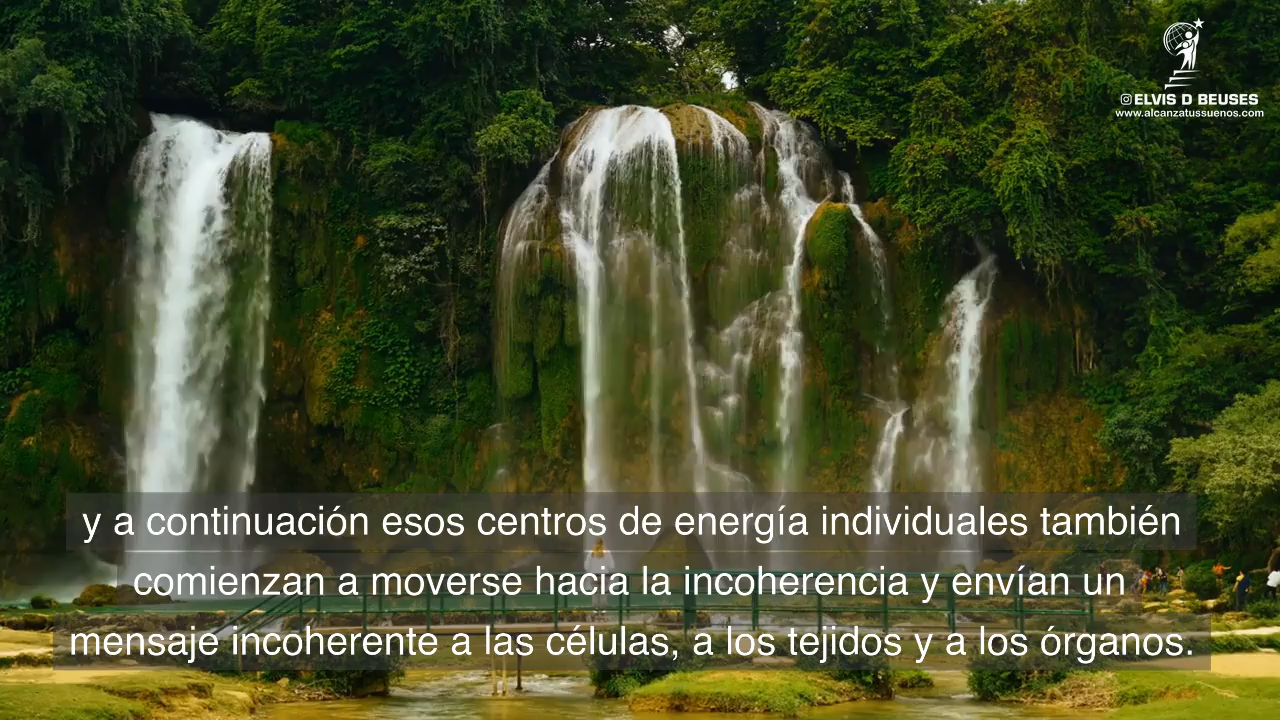 ELVIS D BEUSES
www.alcanzatussuenos.com
y a continuación esos centros de energía individuales también
comienzan a moverse hacia la incoherencia y envían un
mensaje incoherente a las células, a los tejidos y a los órganos.